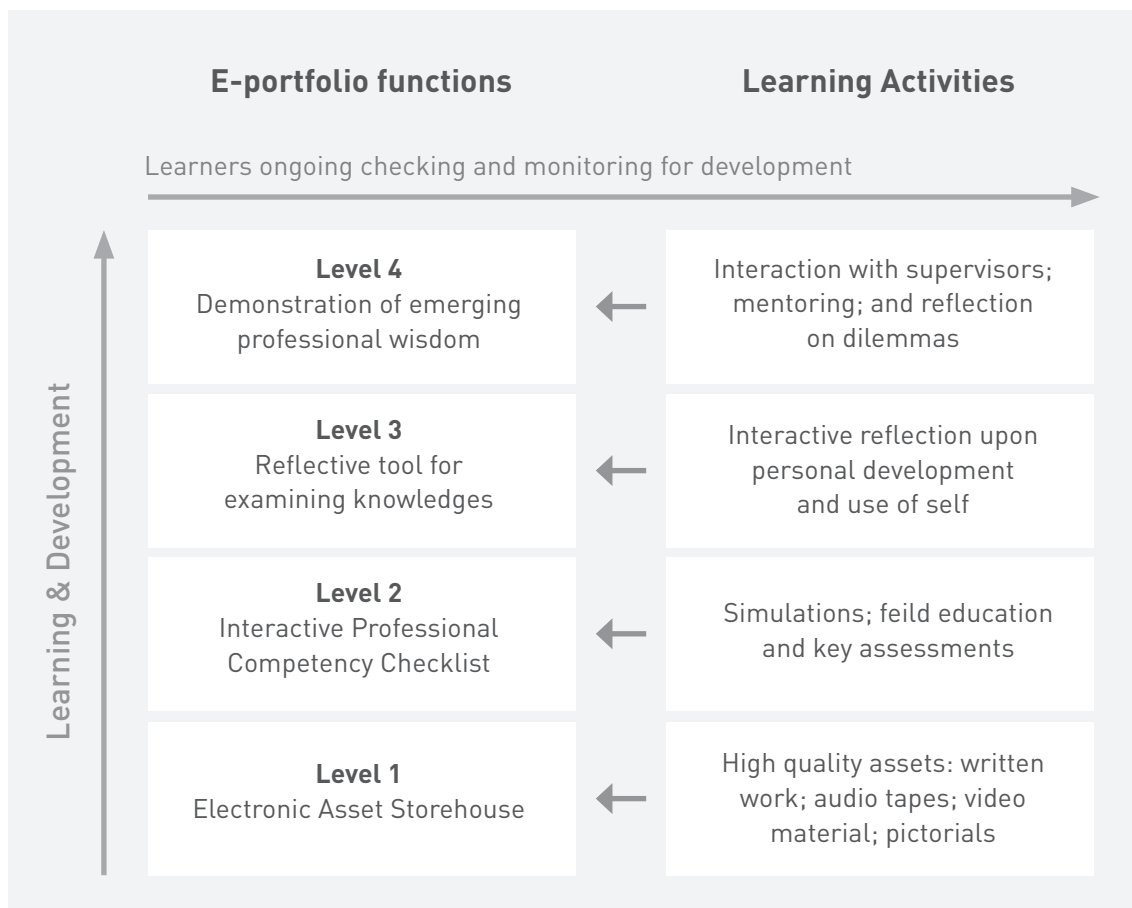 E-portfolio functions
Learning Activities
Learners ongoing checking and monitoring for development
Learning & Development
Level 4
Demonstration of emerging
professional wisdom
Interaction with supervisors;
mentoring; and reflection
on dilemmas
Level 3
Reflective tool for
examining knowledges
Interactive reflection upon
personal development
and use of self
Level 2
Interactive Professional
Competency Checklist
Simulations; feild education
and key assessments
Level 1
Electronic Asset Storehouse
High quality assets: written
work; audio tapes; video
material; pictorials